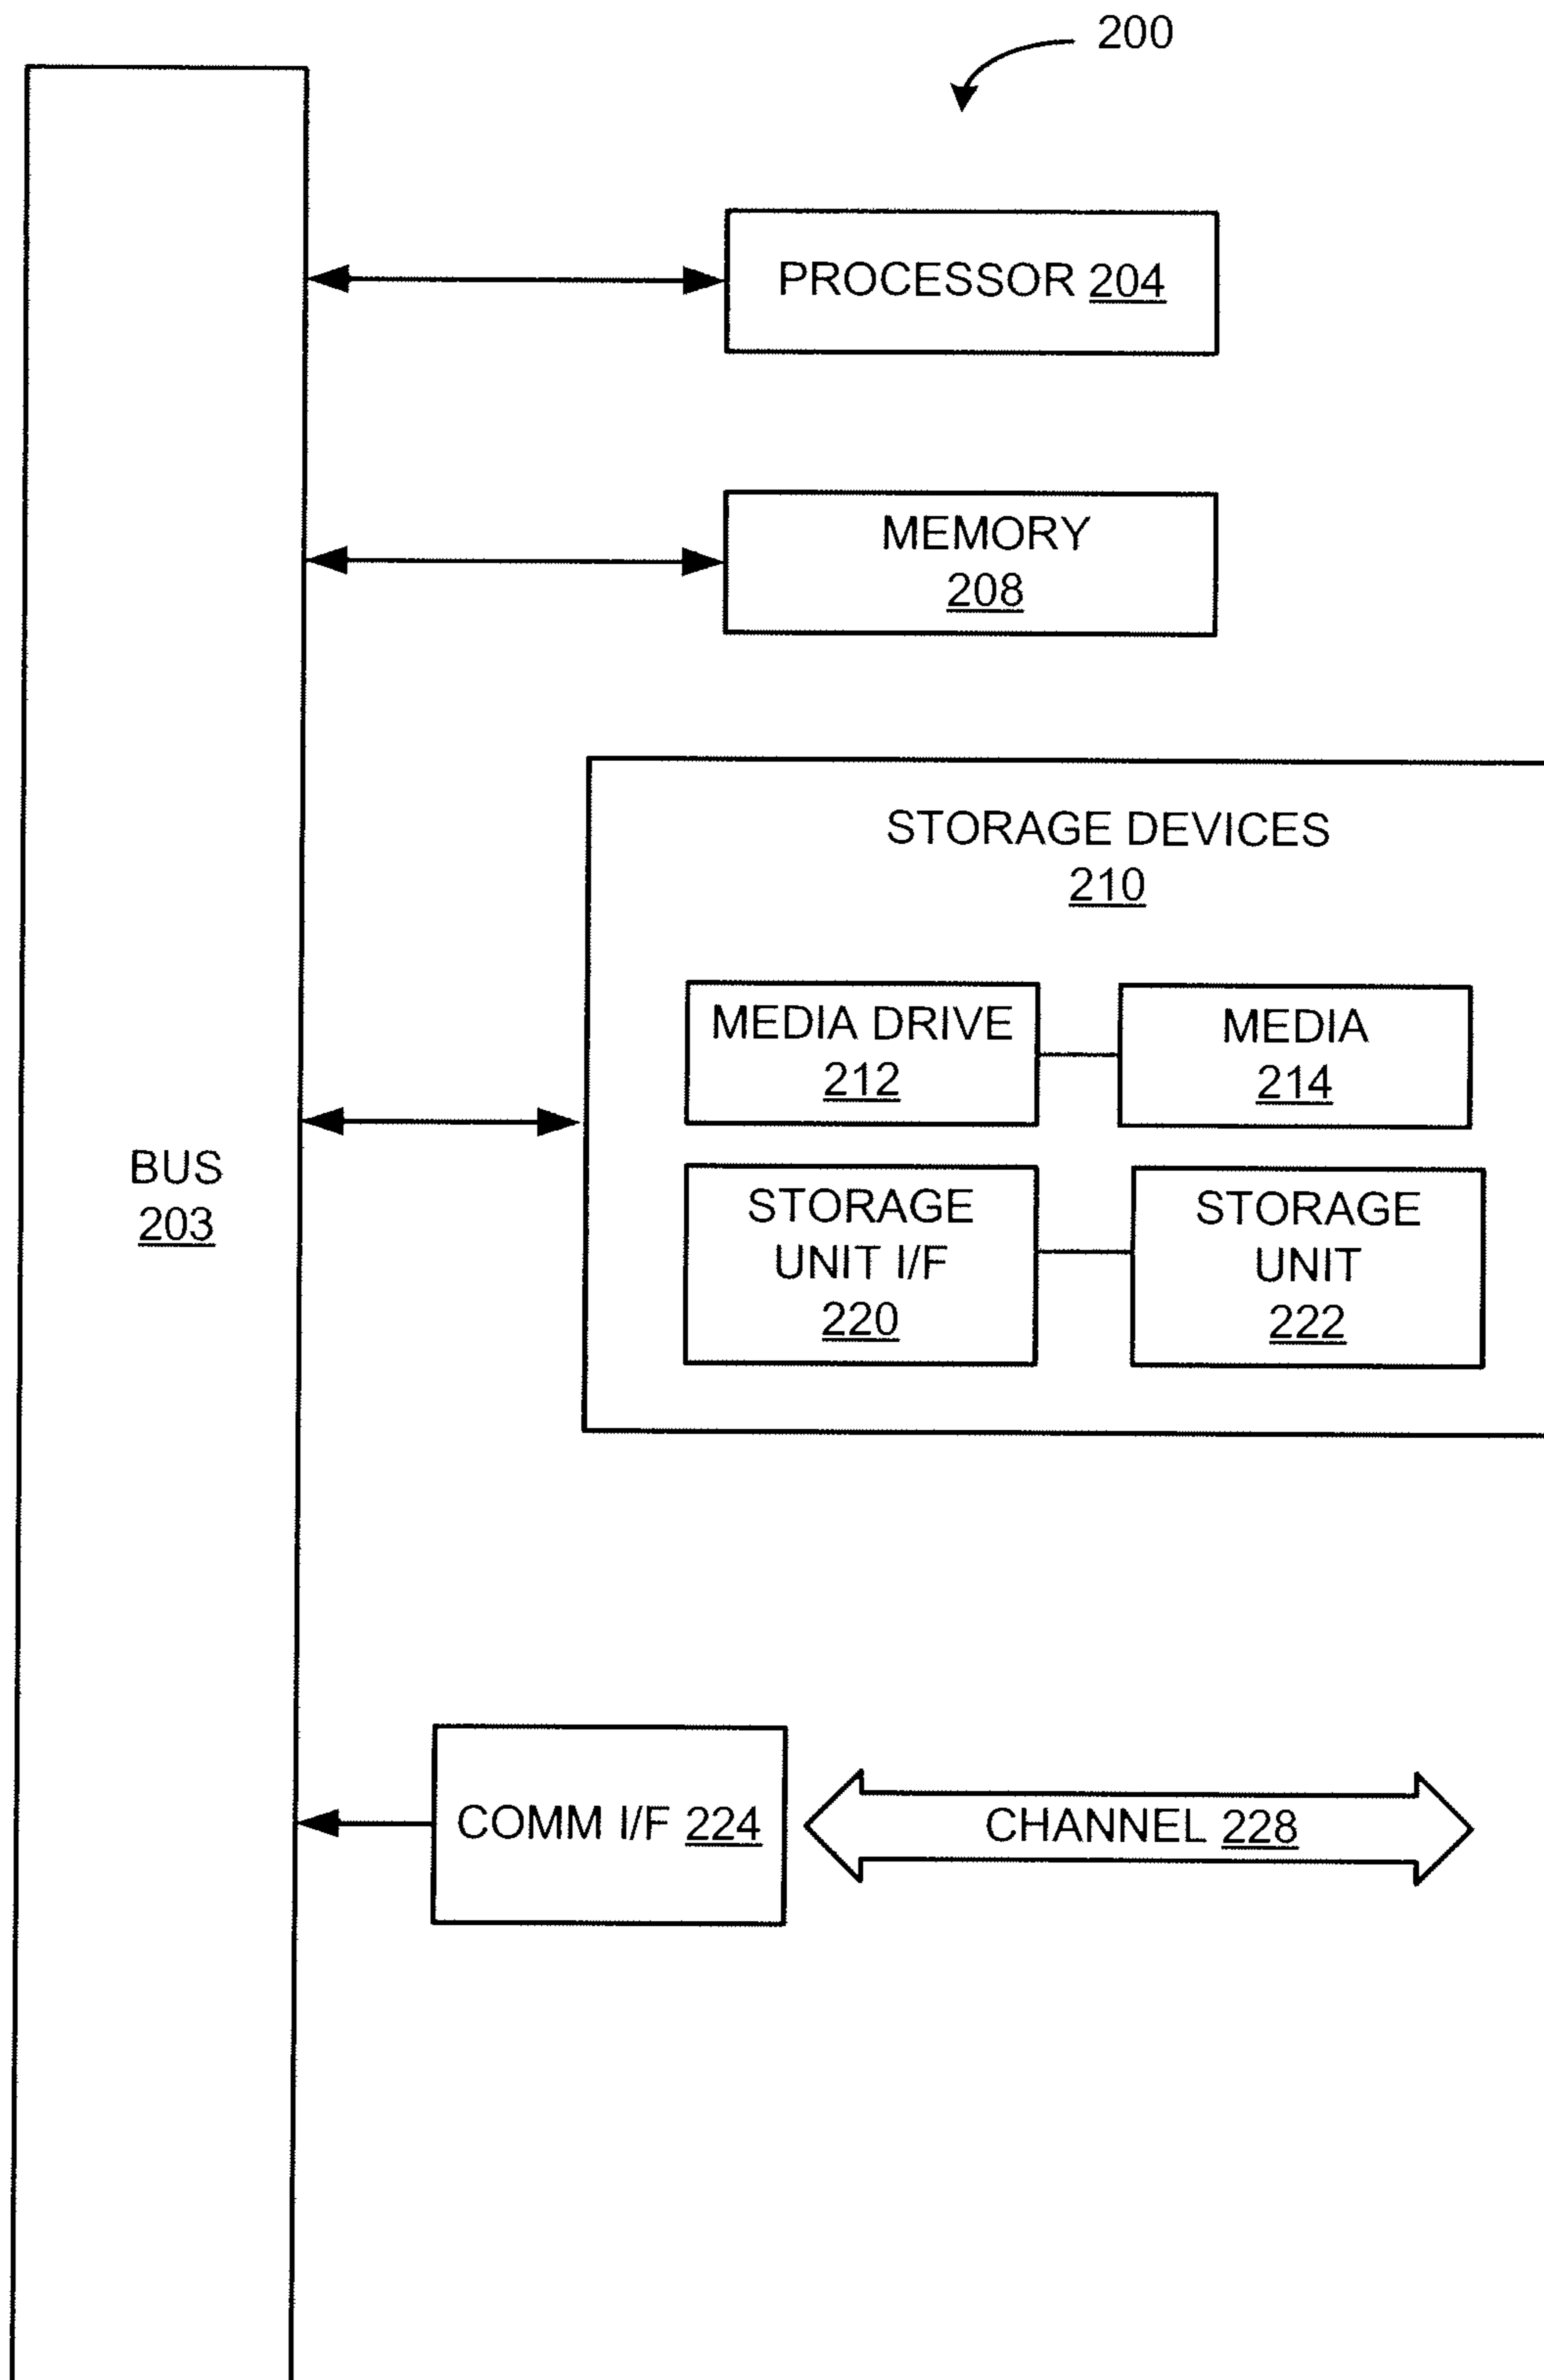 200
PROCESSOR 204
MEMORY
208
STORAGE DEVICES
210
MEDIA DRIVE
212
MEDIA
214
BUS
203
STORAGE
UNIT I/F
220
STORAGE
UNIT
222
COMM I/F 224
CHANNEL 228